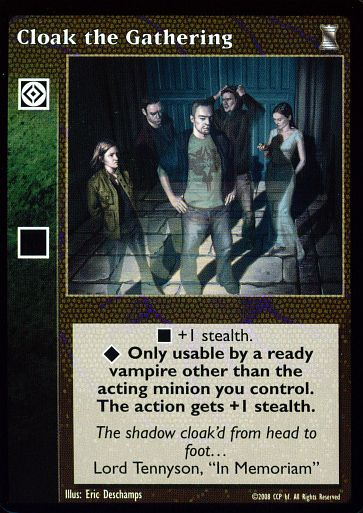 Cloak the Gathering
+1 stealth.
Only usable by a ready
vampire other than the
acting minion you control.
The action gets +1 stealth.
The shadow cloak'd from head to
foot...
Lord Tennyson, "In Memoriam"
Illus: Eric Deschamps
©2008 CCP hf. All Rights Reserved